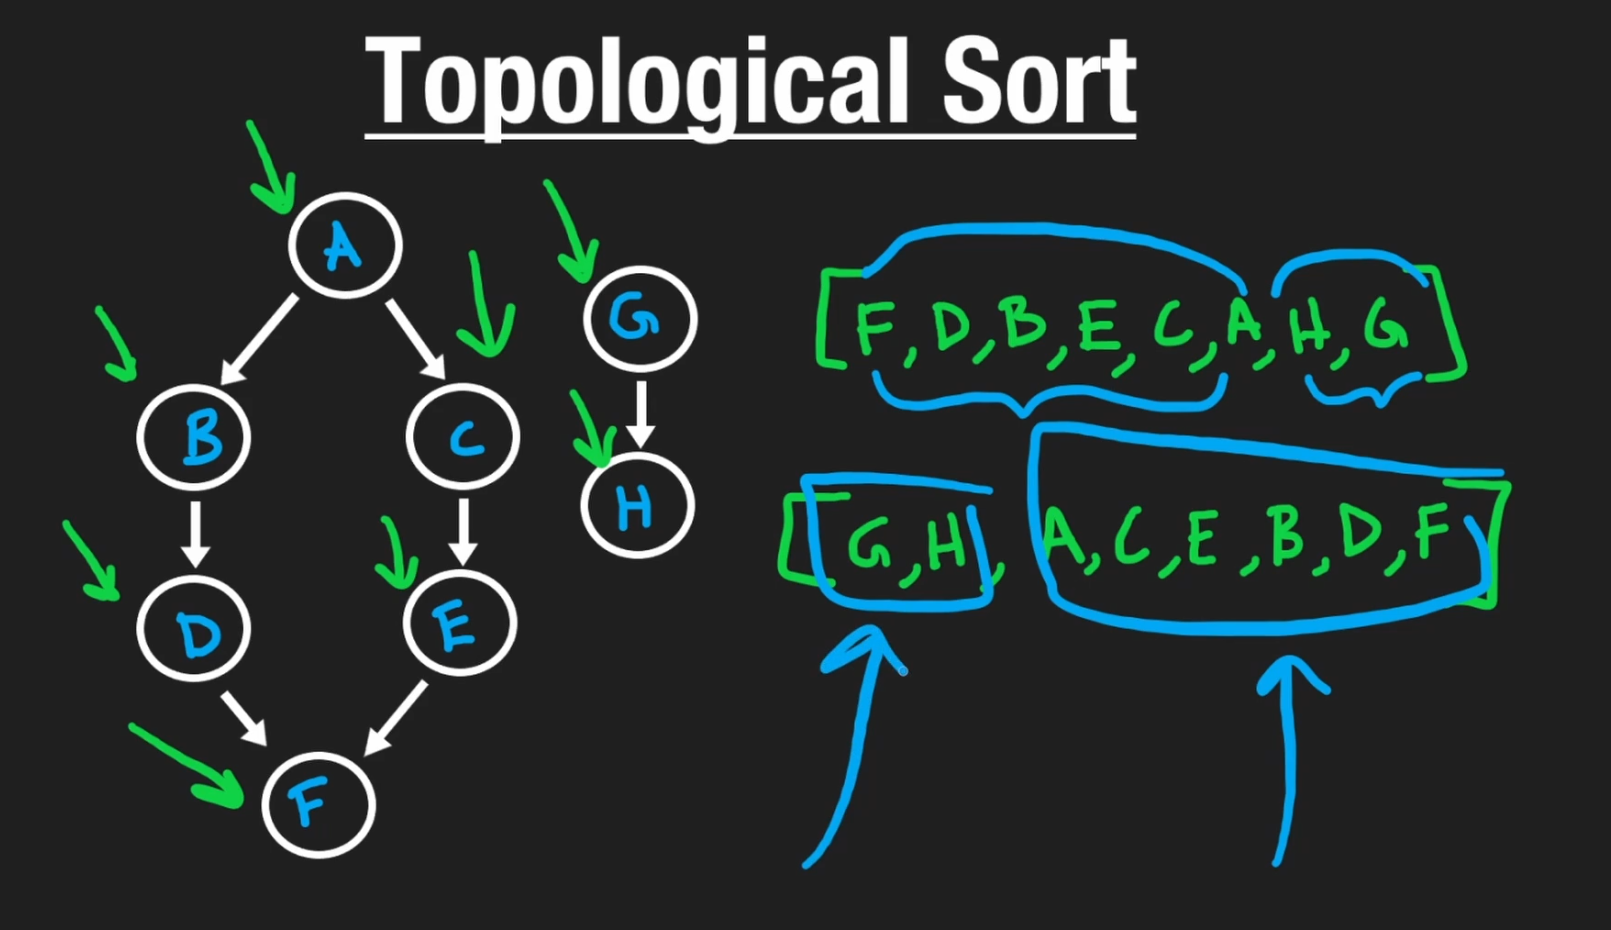 Topological Sort
A
G
[F, D, B, E, C, A, H, G]
B
C
H
[G, H, A, C, E, B, D, F]
D
E
F